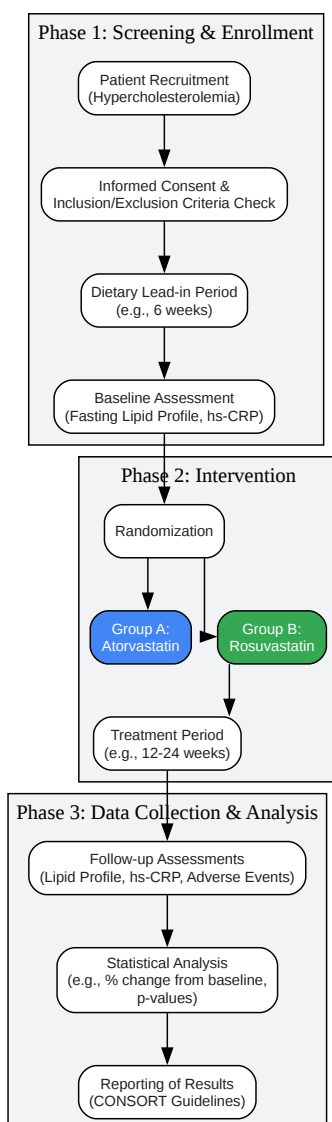 Phase 1: Screening & Enrollment
Patient Recruitment
(Hypercholesterolemia)
Informed Consent &
Inclusion/Exclusion Criteria Check
Dietary Lead-in Period
(e.g., 6 weeks)
Baseline Assessment
(Fasting Lipid Profile, hs-CRP)
Phase 2: Intervention
Randomization
Group A:
Atorvastatin
Group B:
Rosuvastatin
Treatment Period
(e.g., 12-24 weeks)
Phase 3: Data Collection & Analysis
Follow-up Assessments
(Lipid Profile, hs-CRP, Adverse Events)
Statistical Analysis
(e.g., % change from baseline,
p-values)
Reporting of Results
(CONSORT Guidelines)